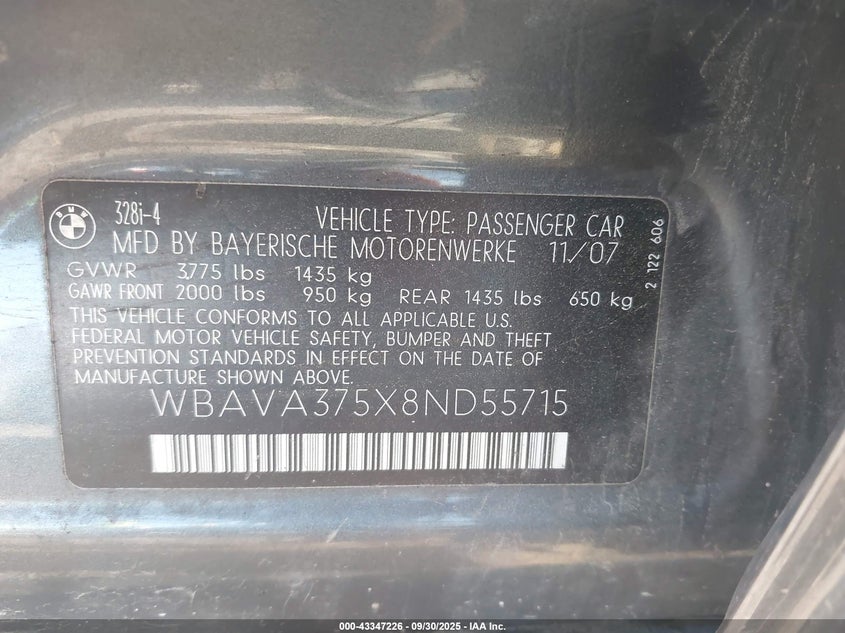 BMW
328i-4
VEHICLE TYPE: PASSENGER CAR
MFD BY BAYERISCHE MOTORENWERKE 11/07
GVWR 3775 lbs 1435 kg
GAWR FRONT 2000 lbs 950 kg REAR 1435 lbs 650 kg
THIS VEHICLE CONFORMS TO ALL APPLICABLE U.S.
FEDERAL MOTOR VEHICLE SAFETY, BUMPER AND THEFT
PREVENTION STANDARDS IN EFFECT ON THE DATE OF
MANUFACTURE SHOWN ABOVE.
WBAVA375X8ND55715
2 122 606
000-43347226 - 09/30/2025 - IAA Inc.